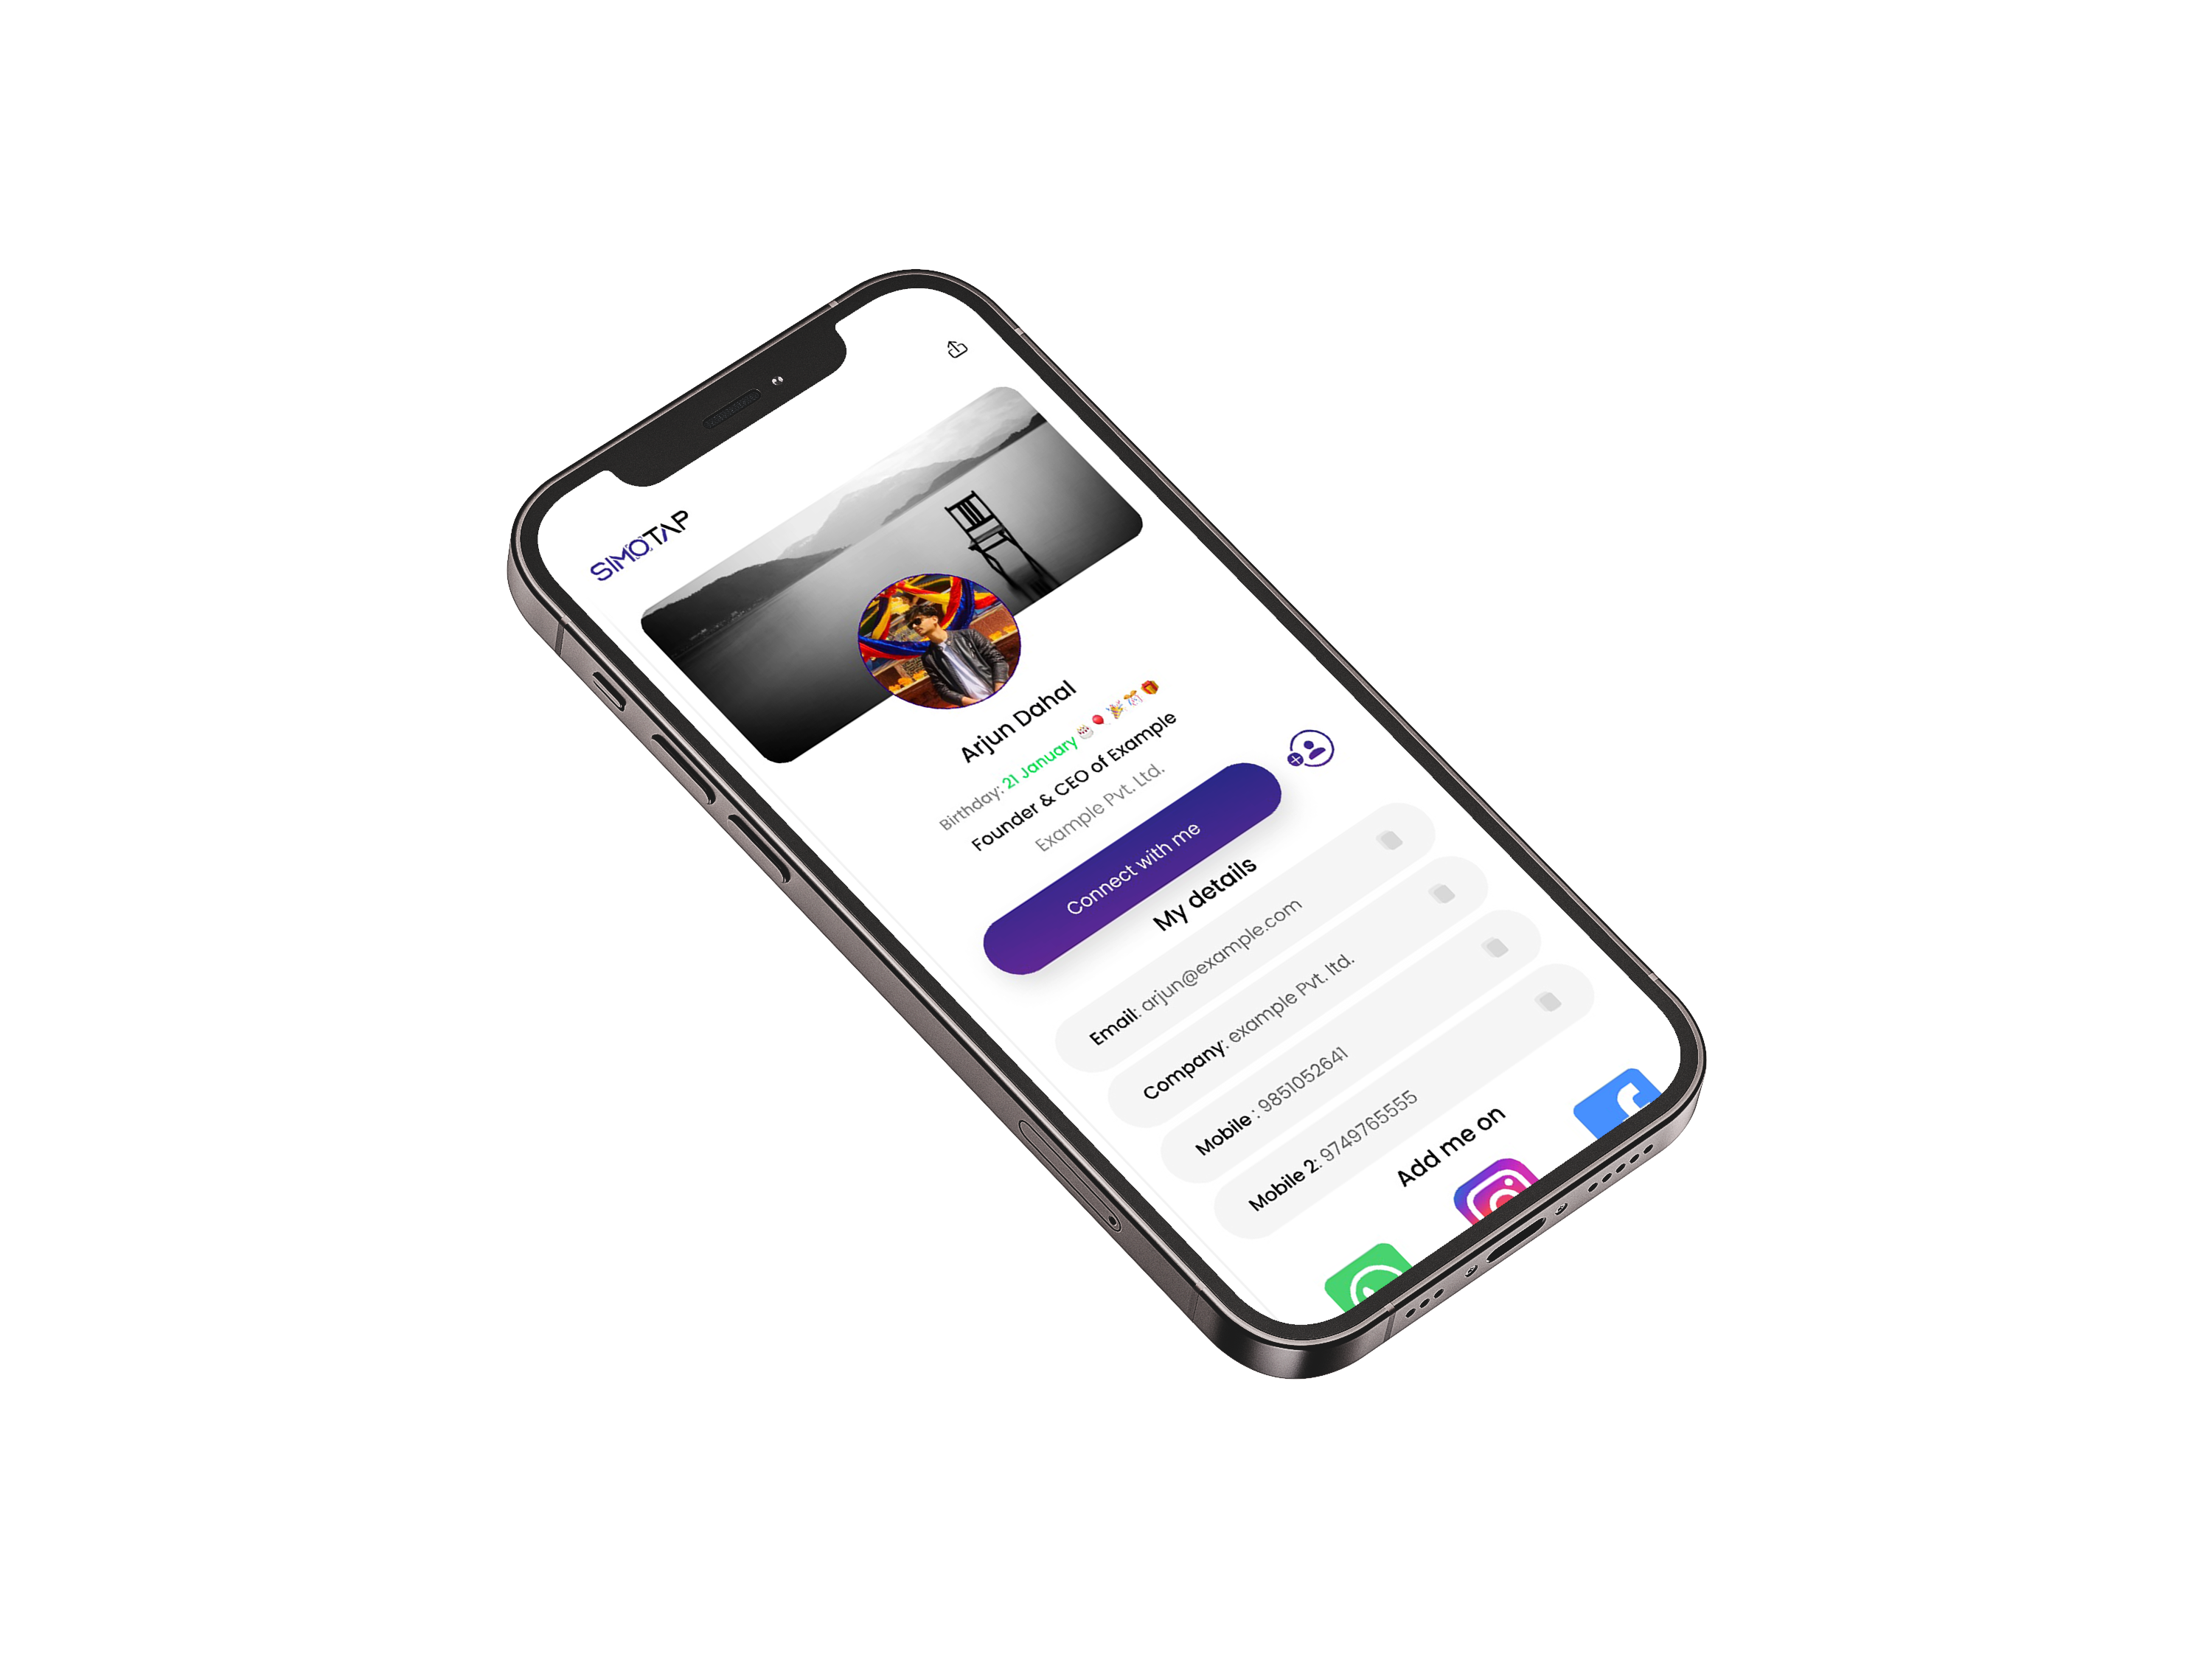 SIMOTAP
Arjun Dahal
Birthday: 21 January 🎂🎈🎉🎊🎁
Founder & CEO of Example
Example Pvt. Ltd.
Connect with me
My details
Email: arjun@example.com
Company: example Pvt. ltd.
Mobile : 9851052641
Mobile 2: 9749765555
Add me on